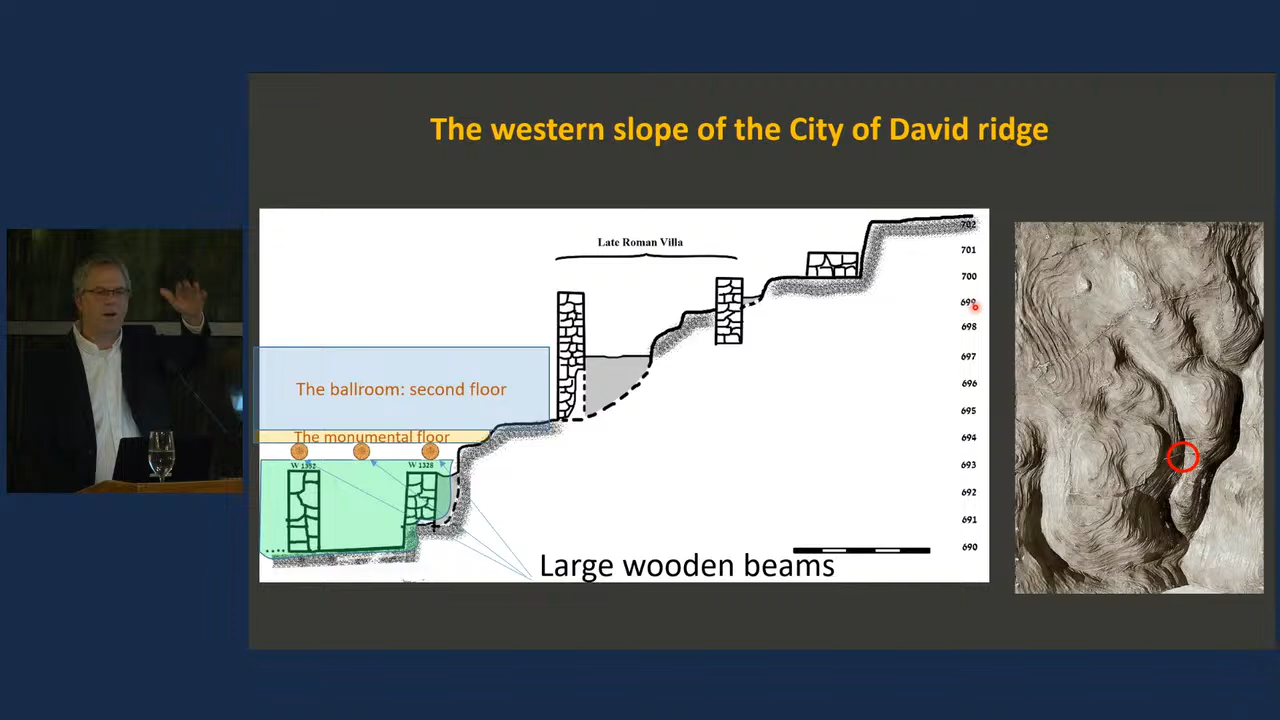 The western slope of the City of David ridge
Late Roman Villa
702
701
700
699
698
697
696
695
694
693
692
691
690
The ballroom: second floor
The monumental floor
W 1352
W 1328
Large wooden beams